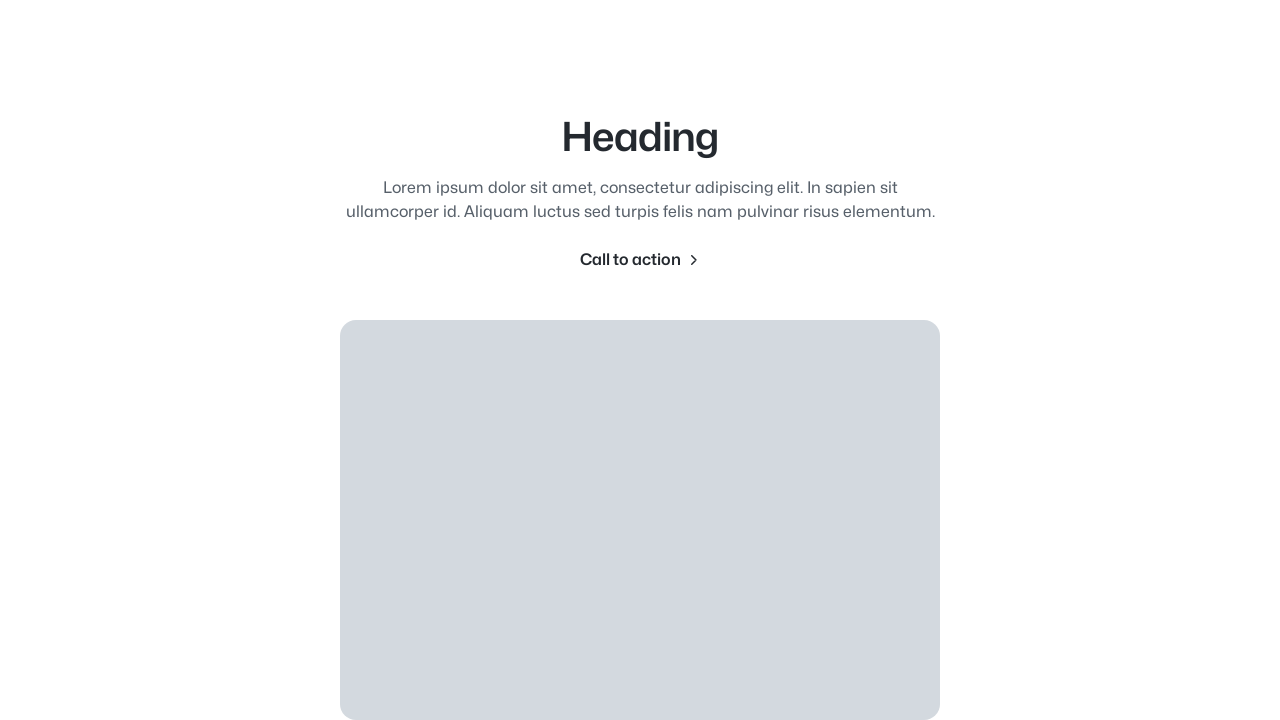 Heading
Lorem ipsum dolor sit amet, consectetur adipiscing elit. In sapien sit
ullamcorper id. Aliquam luctus sed turpis felis nam pulvinar risus elementum.
Call to action